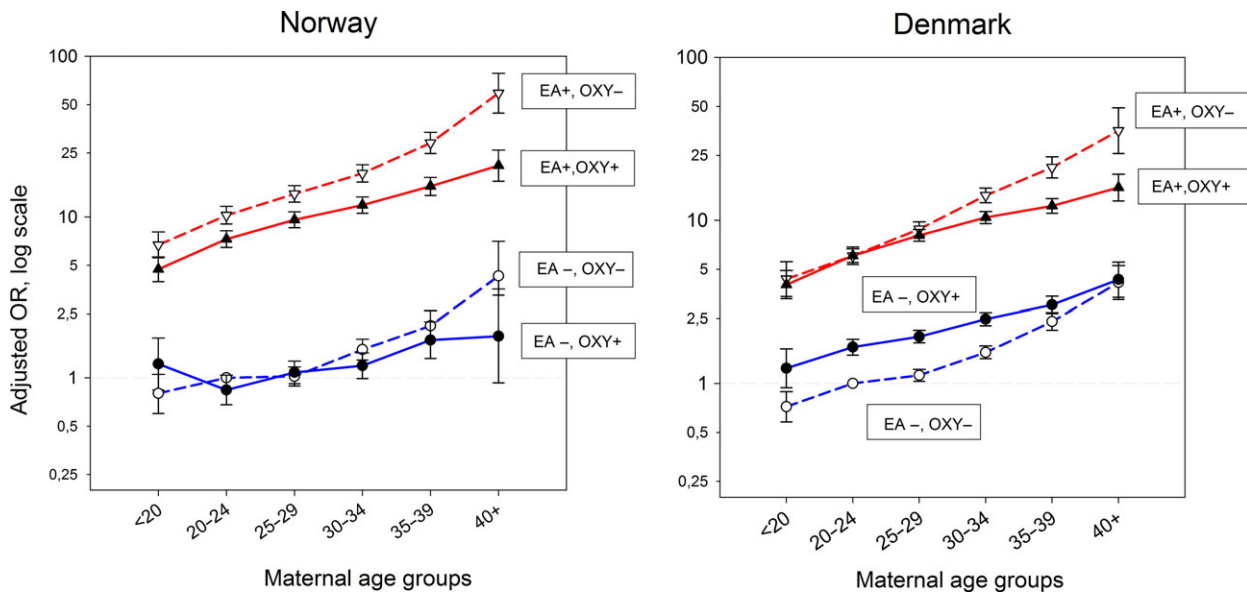 Norway
Adjusted OR, log scale
100
50
25
10
5
2.5
1
0,5
0,25
EA+, OXY–
EA+,OXY+
EA –, OXY–
EA –, OXY+
<20
20–24
25–29
30–34
35–39
40+
Maternal age groups
Denmark
100
50
25
10
5
2,5
1
0,5
0,25
EA+, OXY–
EA+,OXY+
EA –, OXY+
EA –, OXY–
<20
20–24
25–29
30–34
35–39
40+
Maternal age groups